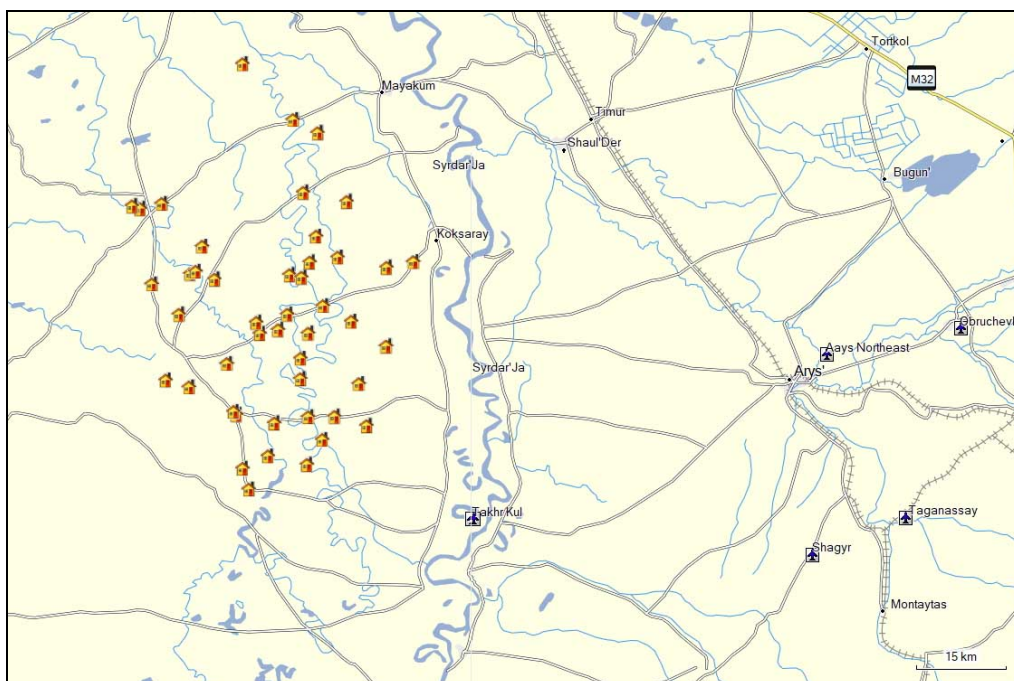 Tortkol
M32
Mayakum
Timur
Shaul'Der
Syrdar'Ja
Bugun'
Koksaray
Aays Northeast
Syrdar'Ja
Arys'
Takhr Kul
Taganassay
Shagyr
Montaytas
15 km